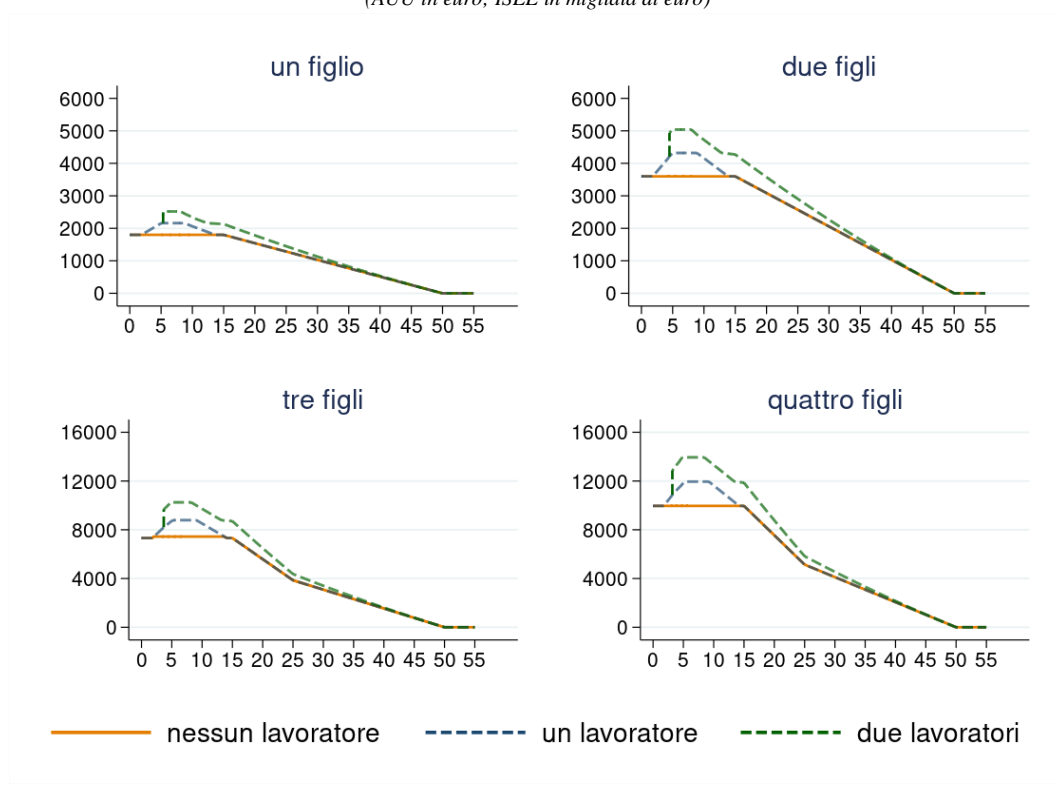 (AUU in euro, ISEE in migliaia di euro)
un figlio
6000
5000
4000
3000
2000
1000
0
0 5 10 15 20 25 30 35 40 45 50 55
due figli
6000
5000
4000
3000
2000
1000
0
0 5 10 15 20 25 30 35 40 45 50 55
tre figli
16000
12000
8000
4000
0
0 5 10 15 20 25 30 35 40 45 50 55
quattro figli
16000
12000
8000
4000
0
0 5 10 15 20 25 30 35 40 45 50 55
nessun lavoratore un lavoratore due lavoratori